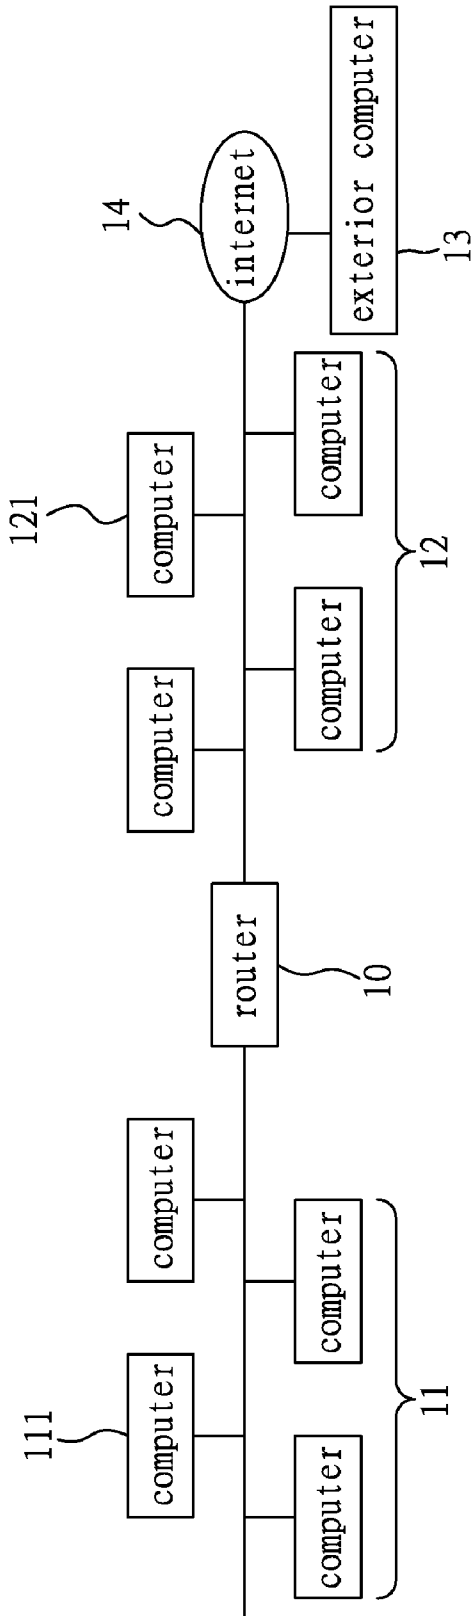 111
121
14
computer
computer
computer
computer
internet
router
10
computer
computer
computer
computer
exterior computer
13
11
12